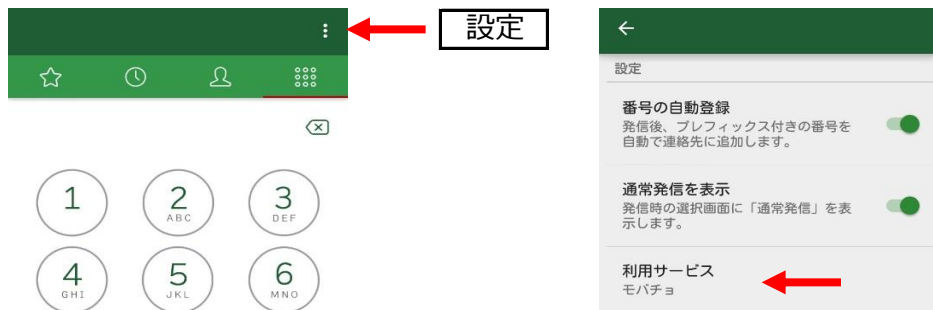 設定
1
2
ABC
3
DEF
4
GHI
5
JKL
6
MNO
設定
番号の自動登録
発信後、プレフィックス付きの番号を
自動で連絡先に追加します。
通常発信を表示
発信時の選択画面に「通常発信」を表
示します。
利用サービス
モバチョ